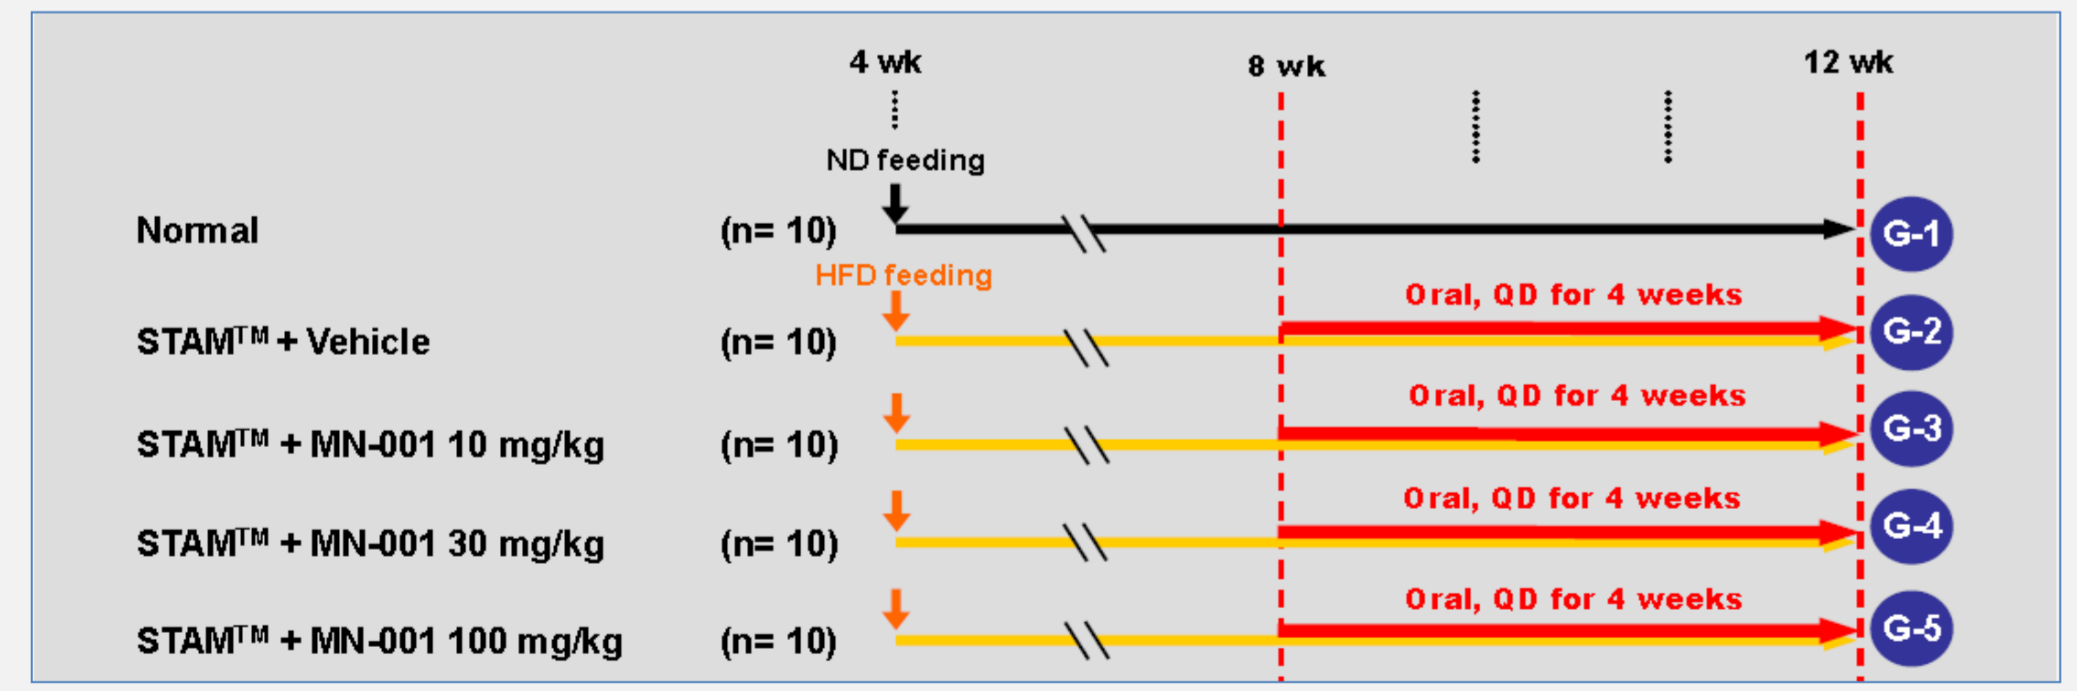 4 wk 8 wk 12 wk
ND feeding
Normal (n= 10) G-1
HFD feeding
Oral, QD for 4 weeks
STAM™ + Vehicle (n= 10) G-2
Oral, QD for 4 weeks
STAM™ + MN-001 10 mg/kg (n= 10) G-3
Oral, QD for 4 weeks
STAM™ + MN-001 30 mg/kg (n= 10) G-4
Oral, QD for 4 weeks
STAM™ + MN-001 100 mg/kg (n= 10) G-5